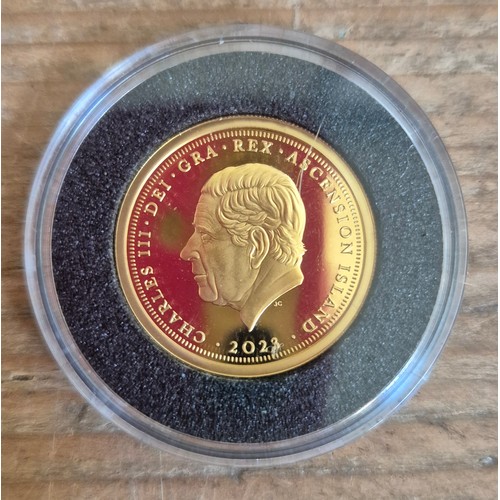 CHARLES III · DEI · GRA · REX · ASCENSION ISLAND
· 2023 ·
JC